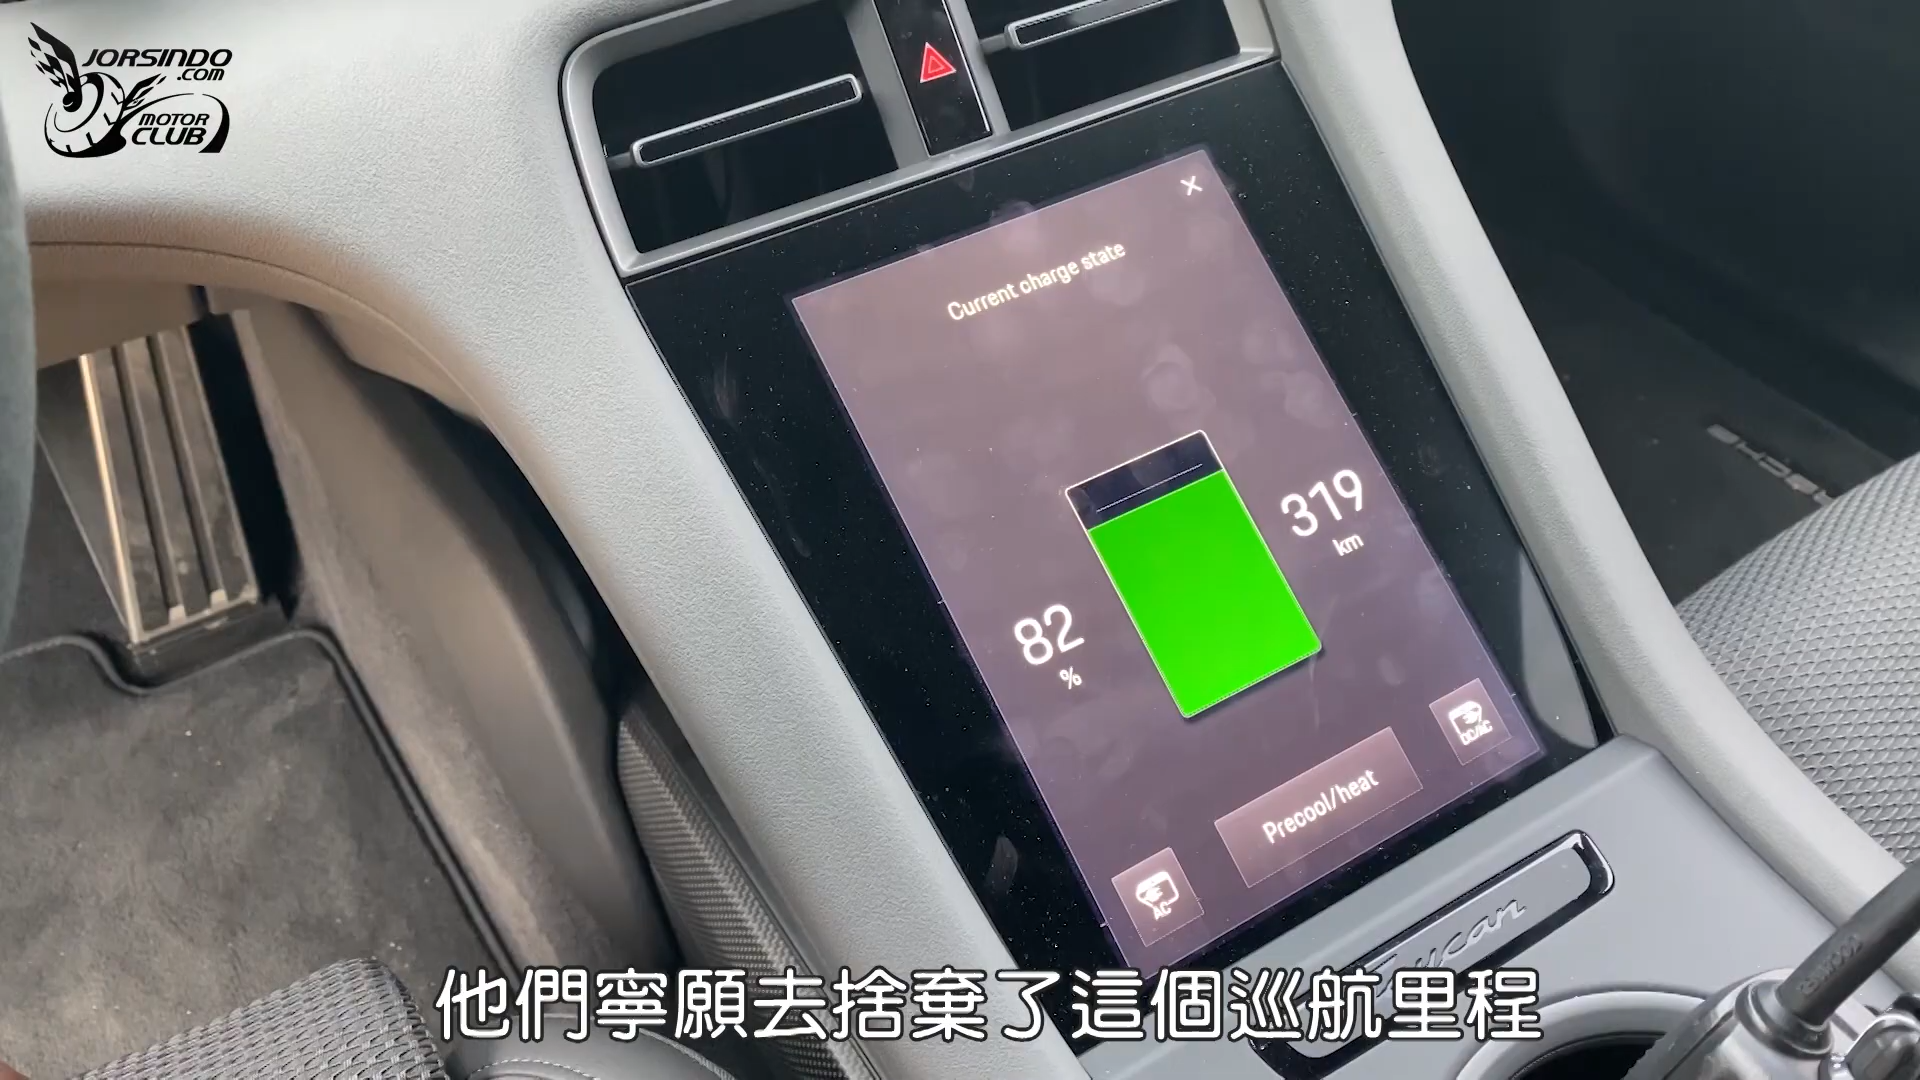 JORSINDO
.COM
MOTOR
CLUB
Current charge state
319
km
82
%
DC/AC
Precool/heat
AC
Taycan
他們寧願去捨棄了這個巡航里程